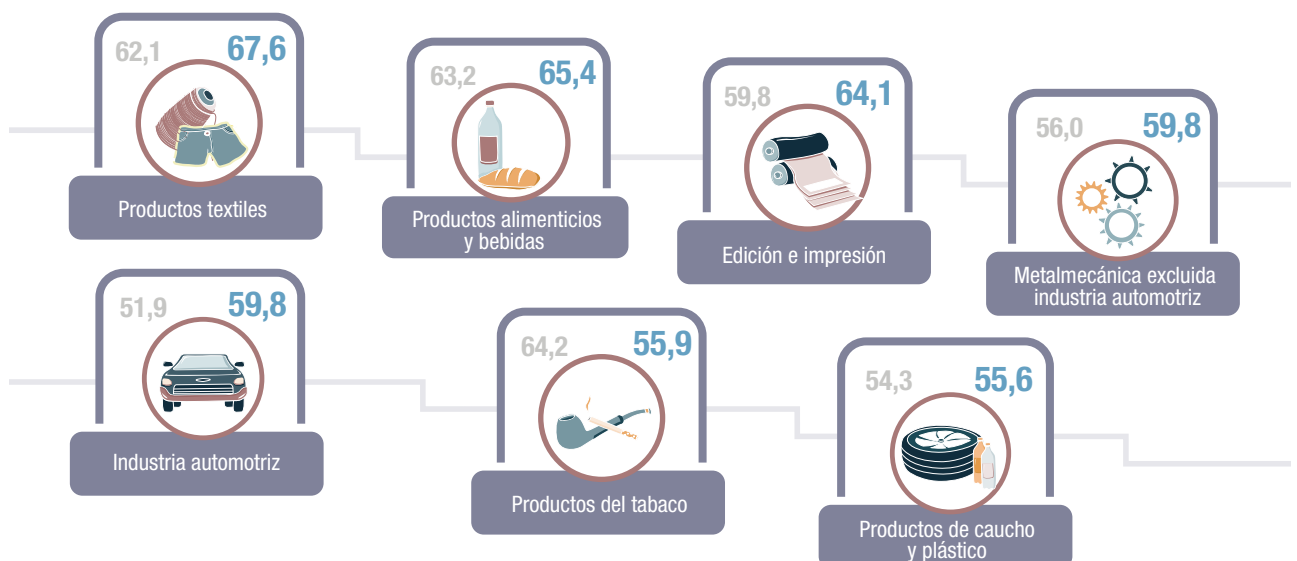 62,1 67,6
Productos textiles
63,2 65,4
Productos alimenticios
y bebidas
59,8 64,1
Edición e impresión
56,0 59,8
Metalmecánica excluida
industria automotriz
51,9 59,8
Industria automotriz
64,2 55,9
Productos del tabaco
54,3 55,6
Productos de caucho
y plástico